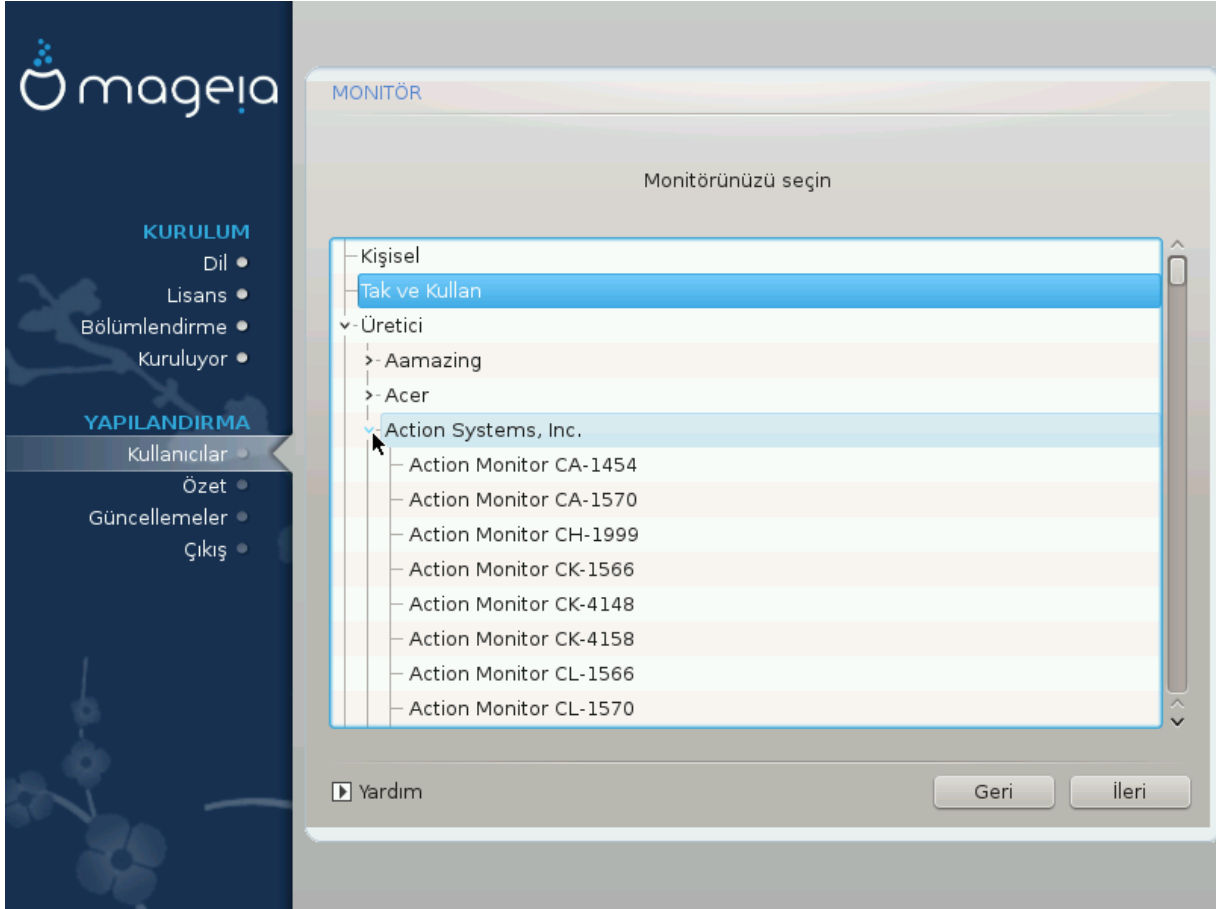 mageia
KURULUM
Dil
Lisans
Bölümlendirme
Kuruluyor
YAPILANDIRMA
Kullanıcılar
Özet
Güncellemeler
Çıkış
MONITÖR
Monitörünüzü seçin
Kişisel
Tak ve Kullan
Üretici
Aamazing
Acer
Action Systems, Inc.
Action Monitor CA-1454
Action Monitor CA-1570
Action Monitor CH-1999
Action Monitor CK-1566
Action Monitor CK-4148
Action Monitor CK-4158
Action Monitor CL-1566
Action Monitor CL-1570
Yardım
Geri
İleri